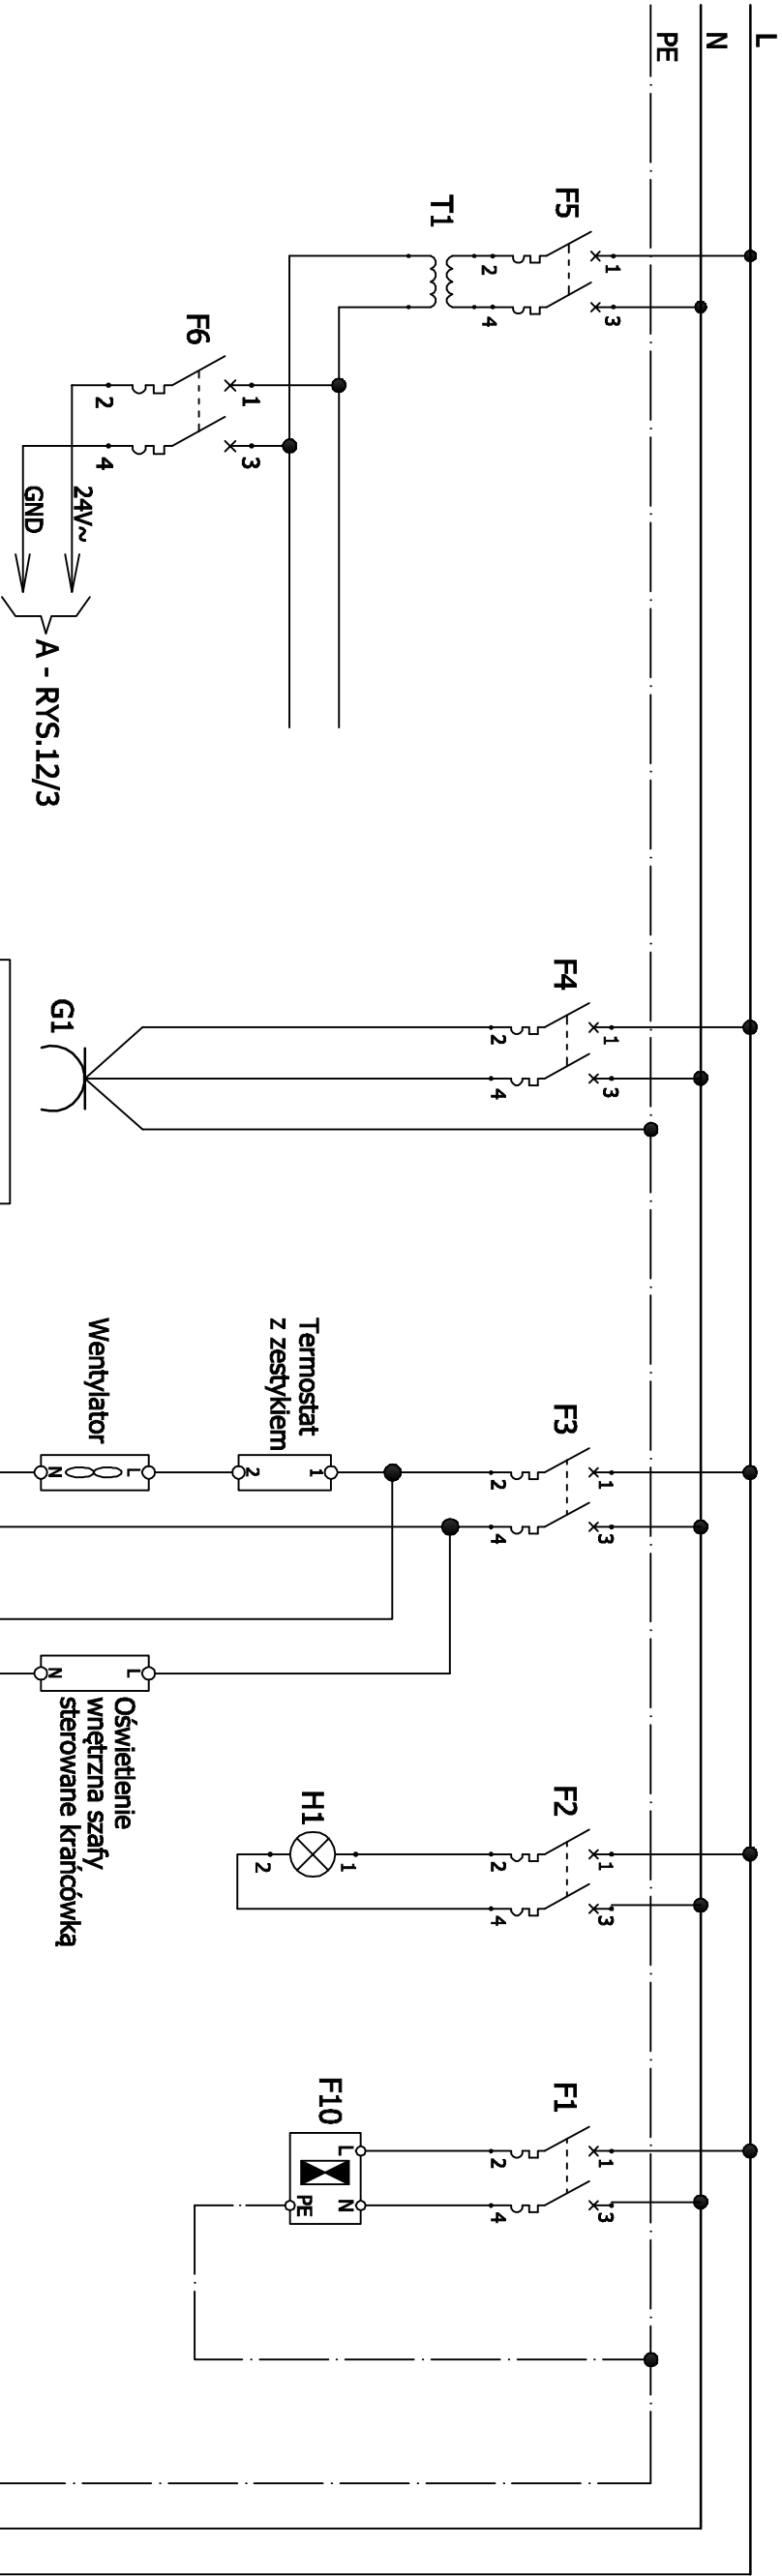 L
N
PE
F5
1
3
2
4
T1
F6
1
3
2
4
24V~
GND
A - RYS.12/3
F4
1
3
2
4
G1
F3
1
3
2
4
Termostat
z zestykiem
1
2
Wentylator
L
N
L
N
Oświetlenie
wnętrzna szafy
sterowane krańcówką
F2
1
3
2
4
H1
1
2
F1
1
3
2
4
F10
L
N
PE